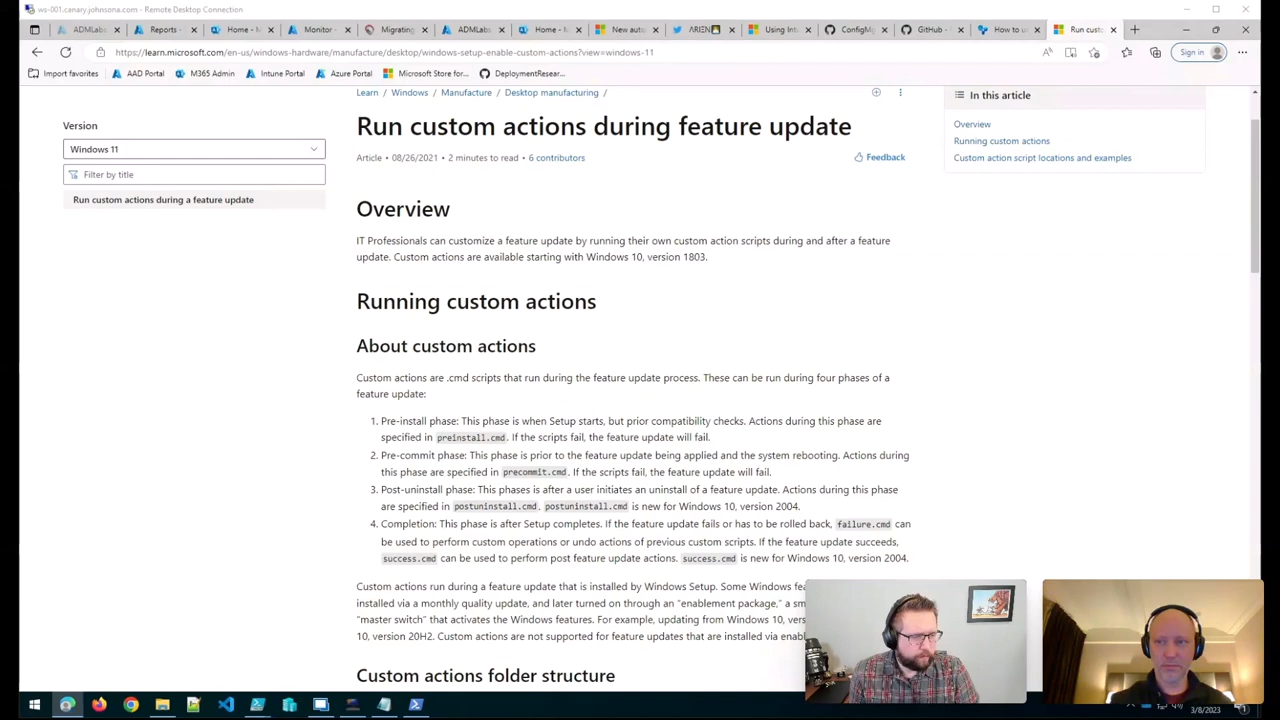 ws-001.canary.johnsona.com - Remote Desktop Connection
ADMLabs
Reports -
Home - M
Monitor -
Migrating
ADMLabs
Home - M
New auto
Using Int
ConfigM
GitHub -
How to u
Run custo
https://learn.microsoft.com/en-us/windows-hardware/manufacture/desktop/windows-setup-enable-custom-actions?view=windows-11
Sign in
Import favorites
AAD Portal
M365 Admin
Intune Portal
Azure Portal
Microsoft Store for...
DeploymentResear...
Learn / Windows / Manufacture / Desktop manufacturing /
In this article
Overview
Running custom actions
Custom action script locations and examples
Version
Windows 11
Filter by title
Run custom actions during a feature update
Run custom actions during feature update
Article • 08/26/2021 • 2 minutes to read • 6 contributors
Feedback
Overview
IT Professionals can customize a feature update by running their own custom action scripts during and after a feature
update. Custom actions are available starting with Windows 10, version 1803.
Running custom actions
About custom actions
Custom actions are .cmd scripts that run during the feature update process. These can be run during four phases of a
feature update:
1. Pre-install phase: This phase is when Setup starts, but prior compatibility checks. Actions during this phase are
specified in preinstall.cmd. If the scripts fail, the feature update will fail.
2. Pre-commit phase: This phase is prior to the feature update being applied and the system rebooting. Actions during
this phase are specified in precommit.cmd. If the scripts fail, the feature update will fail.
3. Post-uninstall phase: This phases is after a user initiates an uninstall of a feature update. Actions during this phase
are specified in postuninstall.cmd. postuninstall.cmd is new for Windows 10, version 2004.
4. Completion: This phase is after Setup completes. If the feature update fails or has to be rolled back, failure.cmd can
be used to perform custom operations or undo actions of previous custom scripts. If the feature update succeeds,
success.cmd can be used to perform post feature update actions. success.cmd is new for Windows 10, version 2004.
Custom actions run during a feature update that is installed by Windows Setup. Some Windows fea
installed via a monthly quality update, and later turned on through an "enablement package," a sm
"master switch" that activates the Windows features. For example, updating from Windows 10, vers
10, version 20H2. Custom actions are not supported for feature updates that are installed via enabl
Custom actions folder structure
3/8/2023